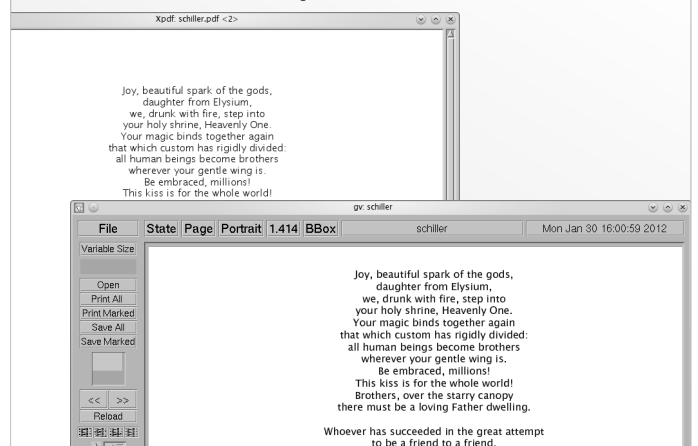 Xpdf: schiller.pdf <2>
Joy, beautiful spark of the gods,
daughter from Elysium,
we, drunk with fire, step into
your holy shrine, Heavenly One.
Your magic binds together again
that which custom has rigidly divided:
all human beings become brothers
wherever your gentle wing is.
Be embraced, millions!
This kiss is for the whole world!
gv: schiller
File State Page Portrait 1.414 BBox schiller Mon Jan 30 16:00:59 2012
Variable Size
Open
Print All
Print Marked
Save All
Save Marked
<< >>
Reload
Joy, beautiful spark of the gods,
daughter from Elysium,
we, drunk with fire, step into
your holy shrine, Heavenly One.
Your magic binds together again
that which custom has rigidly divided:
all human beings become brothers
wherever your gentle wing is.
Be embraced, millions!
This kiss is for the whole world!
Brothers, over the starry canopy
there must be a loving Father dwelling.
Whoever has succeeded in the great attempt
to be a friend to a friend,